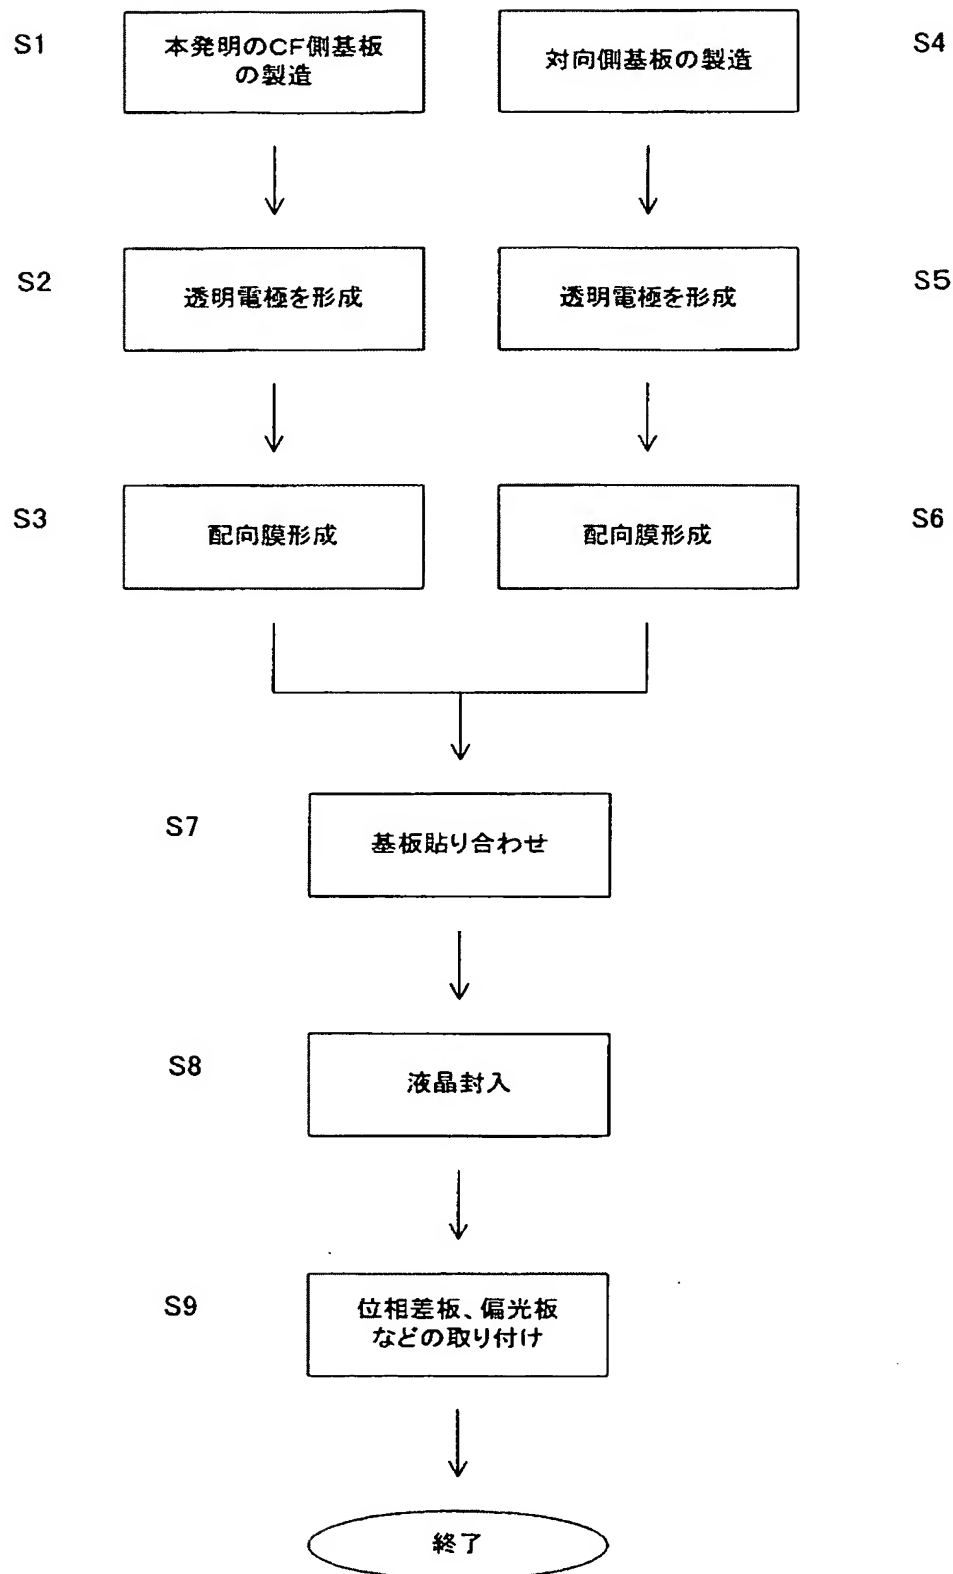 S1
本発明のCF側基板
の製造
対向側基板の製造
S4
S2
透明電極を形成
透明電極を形成
S5
S3
配向膜形成
配向膜形成
S6
S7
基板貼り合わせ
S8
液晶封入
S9
位相差板、偏光板
などの取り付け
終了